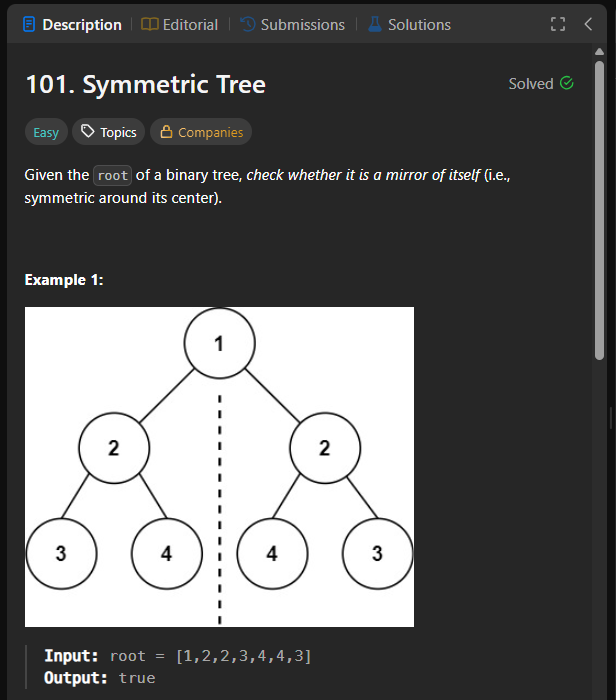 Description Editorial Submissions Solutions
101. Symmetric Tree Solved
Easy Topics Companies
Given the root of a binary tree, check whether it is a mirror of itself (i.e.,
symmetric around its center).
Example 1:
1
2 2
3 4 4 3
Input: root = [1,2,2,3,4,4,3]
Output: true